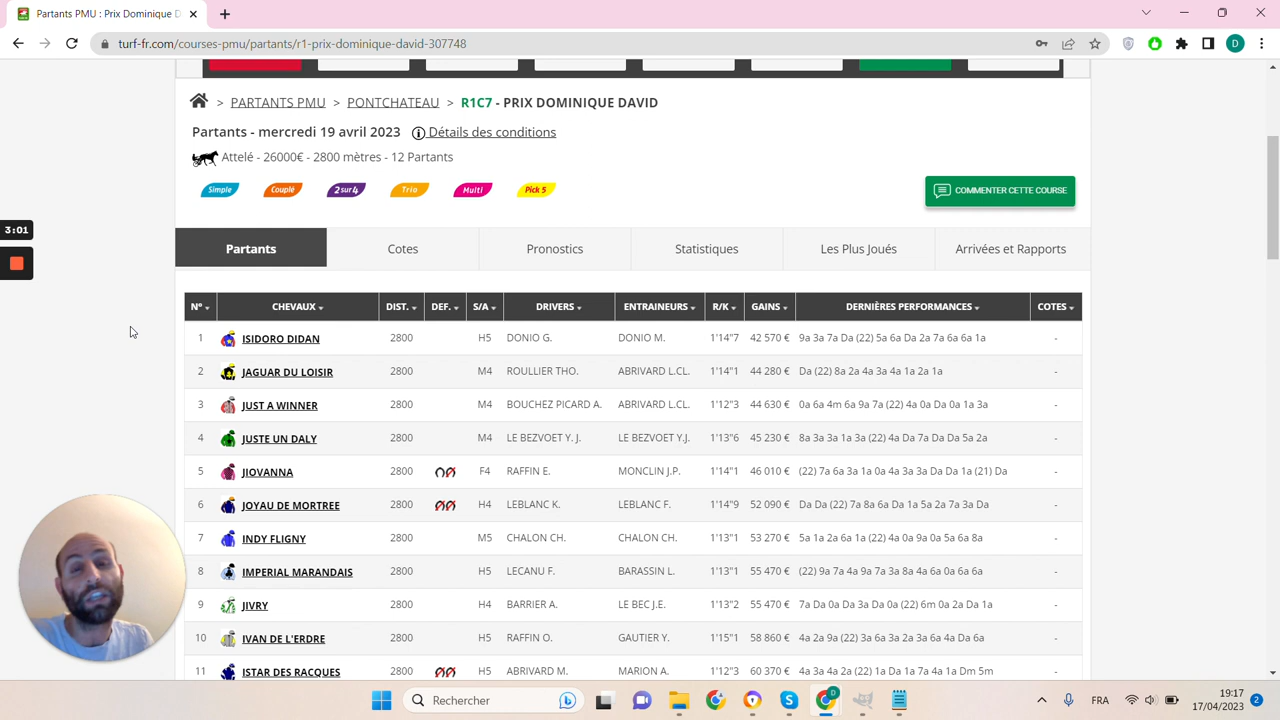 Partants PMU : Prix Dominique D
turf-fr.com/courses-pmu/partants/r1-prix-dominique-david-307748
D
> PARTANTS PMU > PONTCHATEAU > R1C7 - PRIX DOMINIQUE DAVID
Partants - mercredi 19 avril 2023 Détails des conditions
Attelé - 26000€ - 2800 mètres - 12 Partants
Simple Couplé 2sur4 Trio Multi Pick 5
COMMENTER CETTE COURSE
3:01
Partants Cotes Pronostics Statistiques Les Plus Joués Arrivées et Rapports
N° CHEVAUX DIST. DEF. S/A DRIVERS ENTRAINEURS R/K GAINS DERNIÈRES PERFORMANCES COTES
1 ISIDORO DIDAN 2800 H5 DONIO G. DONIO M. 1'14"7 42 570 € 9a 3a 7a Da (22) 5a 6a Da 2a 7a 6a 6a 1a -
2 JAGUAR DU LOISIR 2800 M4 ROULLIER THO. ABRIVARD L.CL. 1'14"1 44 280 € Da (22) 8a 2a 4a 3a 4a 1a 2a 1a -
3 JUST A WINNER 2800 M4 BOUCHEZ PICARD A. ABRIVARD L.CL. 1'12"3 44 630 € 0a 6a 4m 6a 9a 7a (22) 4a 0a Da 0a 1a 3a -
4 JUSTE UN DALY 2800 M4 LE BEZVOET Y. J. LE BEZVOET Y.J. 1'13"6 45 230 € 8a 3a 3a 1a 3a (22) 4a Da 7a Da Da 5a 2a -
5 JIOVANNA 2800 F4 RAFFIN E. MONCLIN J.P. 1'14"1 46 010 € (22) 7a 6a 3a 1a 0a 4a 3a 3a Da Da 1a (21) Da -
6 JOYAU DE MORTREE 2800 H4 LEBLANC K. LEBLANC F. 1'14"9 52 090 € Da Da (22) 7a 8a 6a Da 1a 5a 2a 7a 3a Da -
7 INDY FLIGNY 2800 M5 CHALON CH. CHALON CH. 1'13"1 53 270 € 5a 1a 2a 6a 1a (22) 4a 0a 9a 3a 5a 6a 8a -
8 IMPERIAL MARANDAIS 2800 H5 LECANU F. BARASSIN L. 1'13"1 55 470 € (22) 9a 7a 4a 9a 7a 3a 8a 4a 6a 0a 6a 6a -
9 JIVRY 2800 H4 BARRIER A. LE BEC J.E. 1'13"2 55 470 € 7a Da 0a Da 3a Da 0a (22) 6m 0a 2a Da 1a -
10 IVAN DE L'ERDRE 2800 H5 RAFFIN O. GAUTIER Y. 1'15"1 58 860 € 4a 2a 9a (22) 3a 6a 3a 2a 3a 6a 4a Da 6a -
11 ISTAR DES RACQUES 2800 H5 ABRIVARD M. MARION A. 1'12"3 60 370 € 4a 3a 4a 2a (22) 1a Da 1a 7a 4a 1a Dm 5m -
Rechercher
FRA
19:17
17/04/2023
2